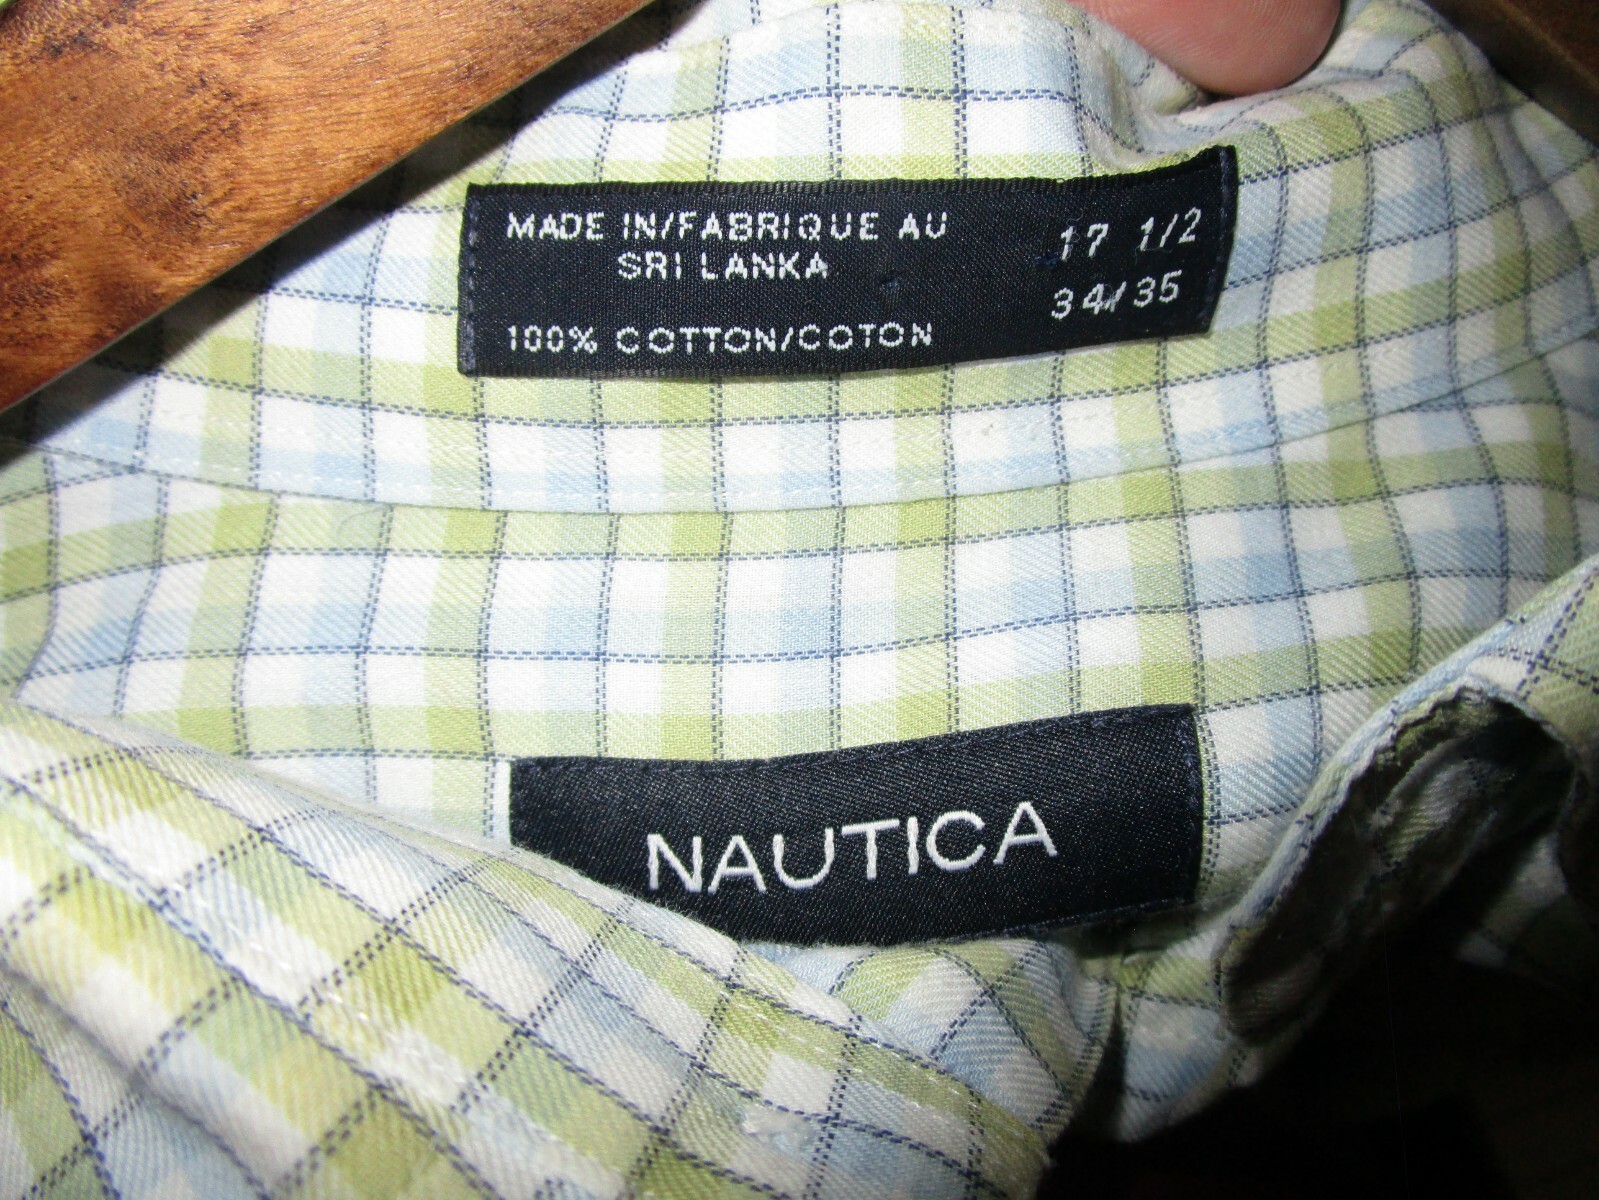 MADE IN/FABRIQUE AU
SRI LANKA
100% COTTON/COTON
17 1/2
34/35
NAUTICA